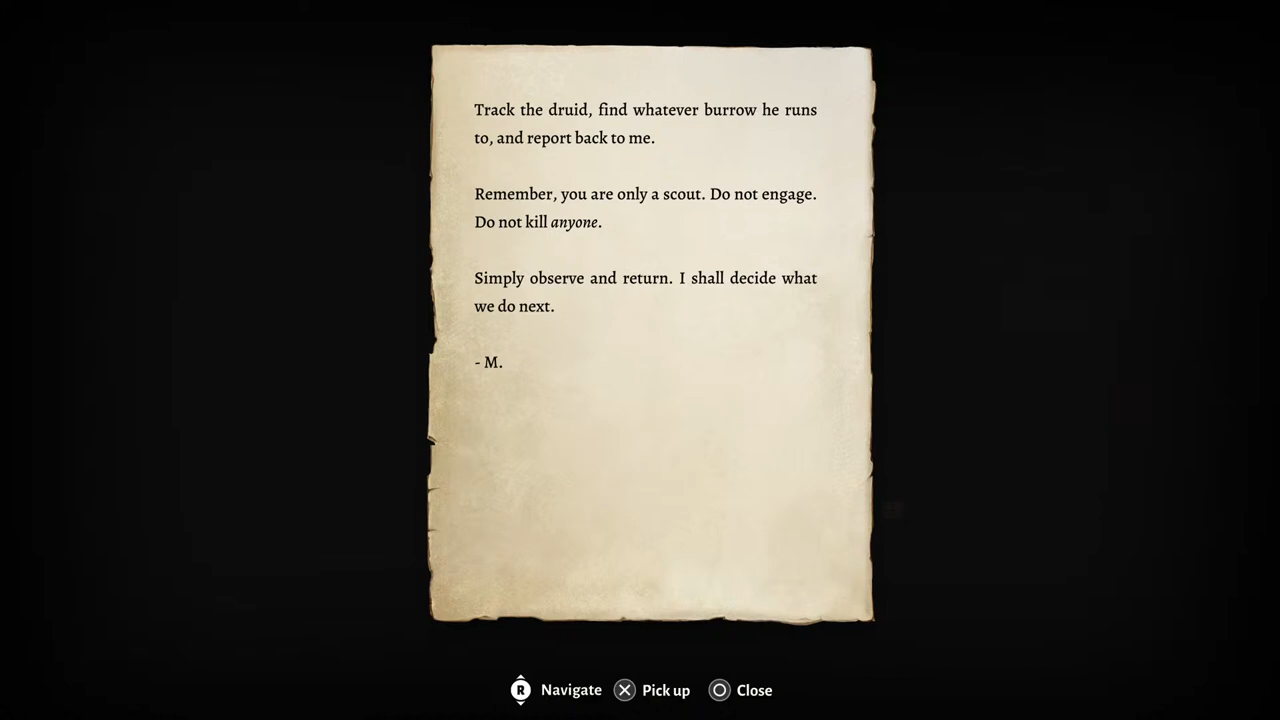 Track the druid, find whatever burrow he runs
to, and report back to me.
Remember, you are only a scout. Do not engage.
Do not kill anyone.
Simply observe and return. I shall decide what
we do next.
- M.
R Navigate Pick up Close